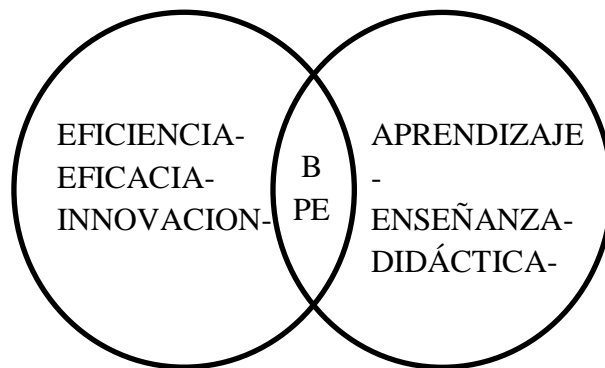 EFICIENCIA-
EFICACIA-
INNOVACION-
B
PE
APRENDIZAJE
-
ENSEÑANZA-
DIDÁCTICA-